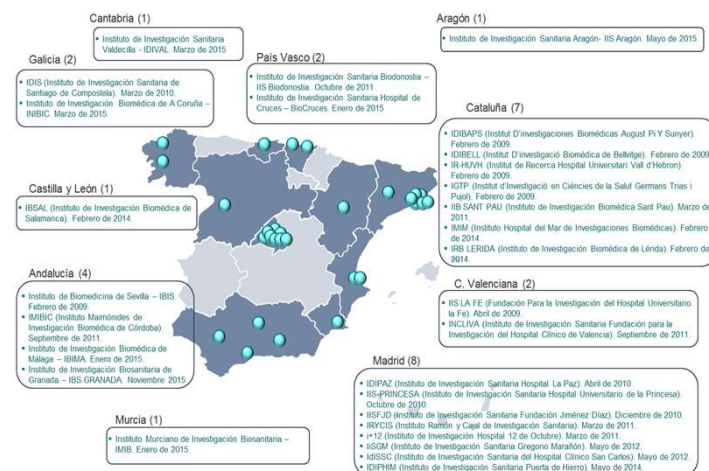 Cantabria (1)
Instituto de Investigación Sanitaria
Valdecilla - IDIVAL. Marzo de 2015
Aragón (1)
Instituto de Investigación Sanitaria Aragón- IIS Aragón. Mayo de 2015
Galicia (2)
IDIS (Instituto de Investigación Sanitaria de
Santiago de Compostela). Marzo de 2010.
Instituto de Investigación Biomédica de A Coruña –
INIBIC. Marzo de 2015
País Vasco (2)
Instituto de Investigación Sanitaria Biodonostia –
IIS Biodonostia. Octubre de 2011
Instituto de Investigación Sanitaria Hospital de
Cruces – BioCruces. Enero de 2015
Cataluña (7)
IDIBAPS (Institut D'investigaciones Biomédicas August Pi Y Sunyer).
Febrero de 2009.
IDIBELL (Institut D'investigació Biomédica de Bellvitge). Febrero de 2009
IR-HUVH (Institut de Recerca Hospital Universitari Vall d'Hebron).
Febrero de 2009.
IGTP (Institut d'Investigació en Ciències de la Salut Germans Trias i
Pujol). Febrero de 2009.
IIB SANT PAU (Instituto de Investigación Biomédica Sant Pau). Marzo de
2011.
IMIM (Instituto Hospital del Mar de Investigaciones Biomédicas). Febrero
de 2014.
IRB LERIDA (Instituto de Investigación Biomédica de Lérida). Febrero de
2014.
Castilla y León (1)
IBSAL (Instituto de Investigación Biomédica de
Salamanca). Febrero de 2014.
Andalucía (4)
Instituto de Biomedicina de Sevilla – IBIS
Febrero de 2009.
IMIBIC (Instituto Maimónides de
Investigación Biomédica de Córdoba).
Septiembre de 2011.
Instituto de Investigación Biomédica de
Málaga – IBIMA. Enero de 2015.
Instituto de Investigación Biosanitaria de
Granada – IBS GRANADA. Noviembre 2015
C. Valenciana (2)
IIS LA FE (Fundación Para la Investigación del Hospital Universitario
la Fe). Abril de 2009.
INCLIVA (Instituto de Investigación Sanitaria Fundación para la
Investigación del Hospital Clínico de Valencia). Septiembre de 2011.
Madrid (8)
IDIPAZ (Instituto de Investigación Sanitaria Hospital La Paz). Abril de 2010.
IIS-PRINCESA (Instituto de Investigación Sanitaria Hospital Universitario de la Princesa).
Octubre de 2010.
IISFJD (Instituto de Investigación Sanitaria Fundación Jiménez Díaz). Diciembre de 2010.
IRYCIS (Instituto Ramón y Cajal de Investigación Sanitaria). Marzo de 2011.
i+12 (Instituto de Investigación Hospital 12 de Octubre). Marzo de 2011.
IiSGM (Instituto de Investigación Sanitaria Gregorio Marañón). Mayo de 2012.
IdISSC (Instituto de Investigación Sanitaria del Hospital Clínico San Carlos). Mayo de 2012.
IDIPHIM (Instituto de Investigación Sanitaria Puerta de Hierro). Mayo de 2014.
Murcia (1)
Instituto Murciano de Investigación Biosanitaria –
IMIB. Enero de 2015.